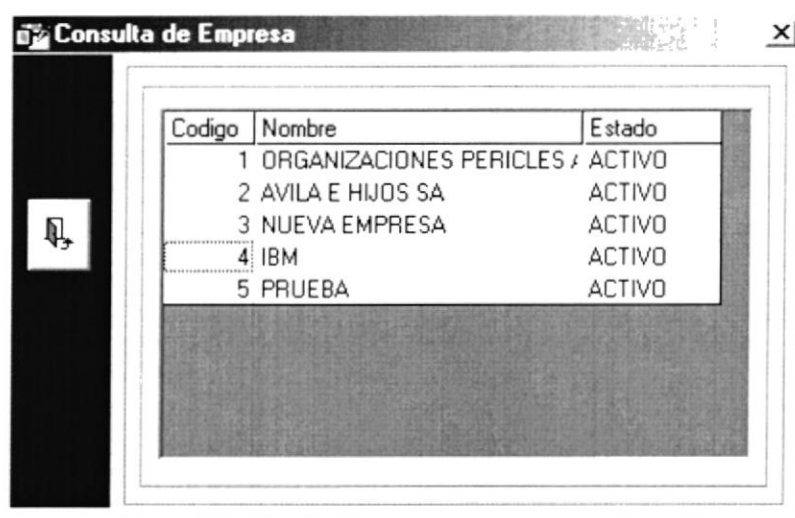 Consulta de Empresa
Codigo Nombre Estado
1 ORGANIZACIONES PERICLES ACTIVO
2 AVILA E HIJOS SA ACTIVO
3 NUEVA EMPRESA ACTIVO
4 IBM ACTIVO
5 PRUEBA ACTIVO